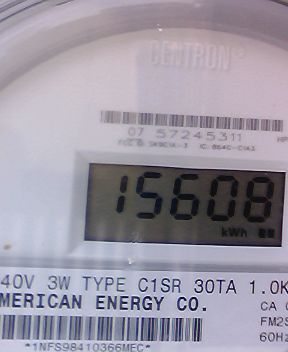 CENTRON®
07 57245311
15608
kWh
40V 3W TYPE C1SR 30TA 1.0K
MERICAN ENERGY CO.
CA
FM2S
60Hz
*1NFS98410366MEC*